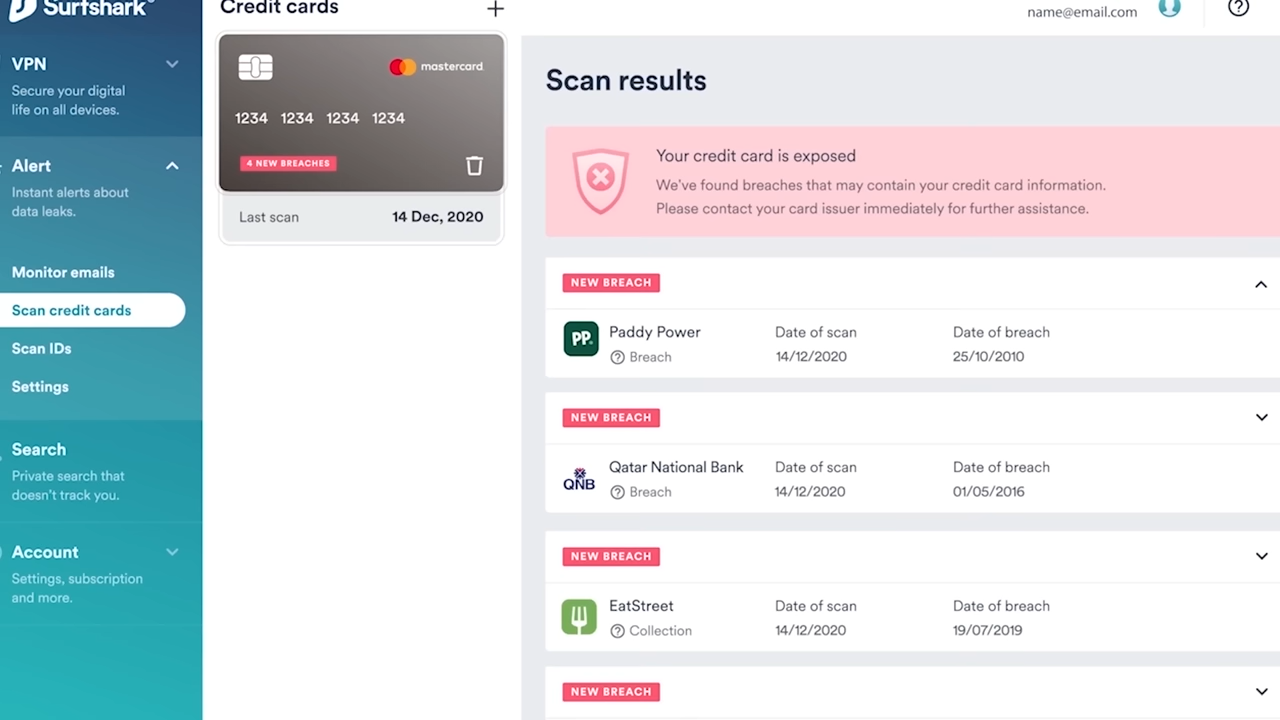 Surfshark®
VPN
Secure your digital
life on all devices.
Alert
Instant alerts about
data leaks.
Monitor emails
Scan credit cards
Scan IDs
Settings
Search
Private search that
doesn't track you.
Account
Settings, subscription
and more.
Credit cards
mastercard
1234 1234 1234 1234
4 NEW BREACHES
Last scan 14 Dec, 2020
name@email.com
Scan results
Your credit card is exposed
We've found breaches that may contain your credit card information.
Please contact your card issuer immediately for further assistance.
NEW BREACH
PP.
Paddy Power Date of scan Date of breach
Breach 14/12/2020 25/10/2010
NEW BREACH
QNB
Qatar National Bank Date of scan Date of breach
Breach 14/12/2020 01/05/2016
NEW BREACH
EatStreet Date of scan Date of breach
Collection 14/12/2020 19/07/2019
NEW BREACH